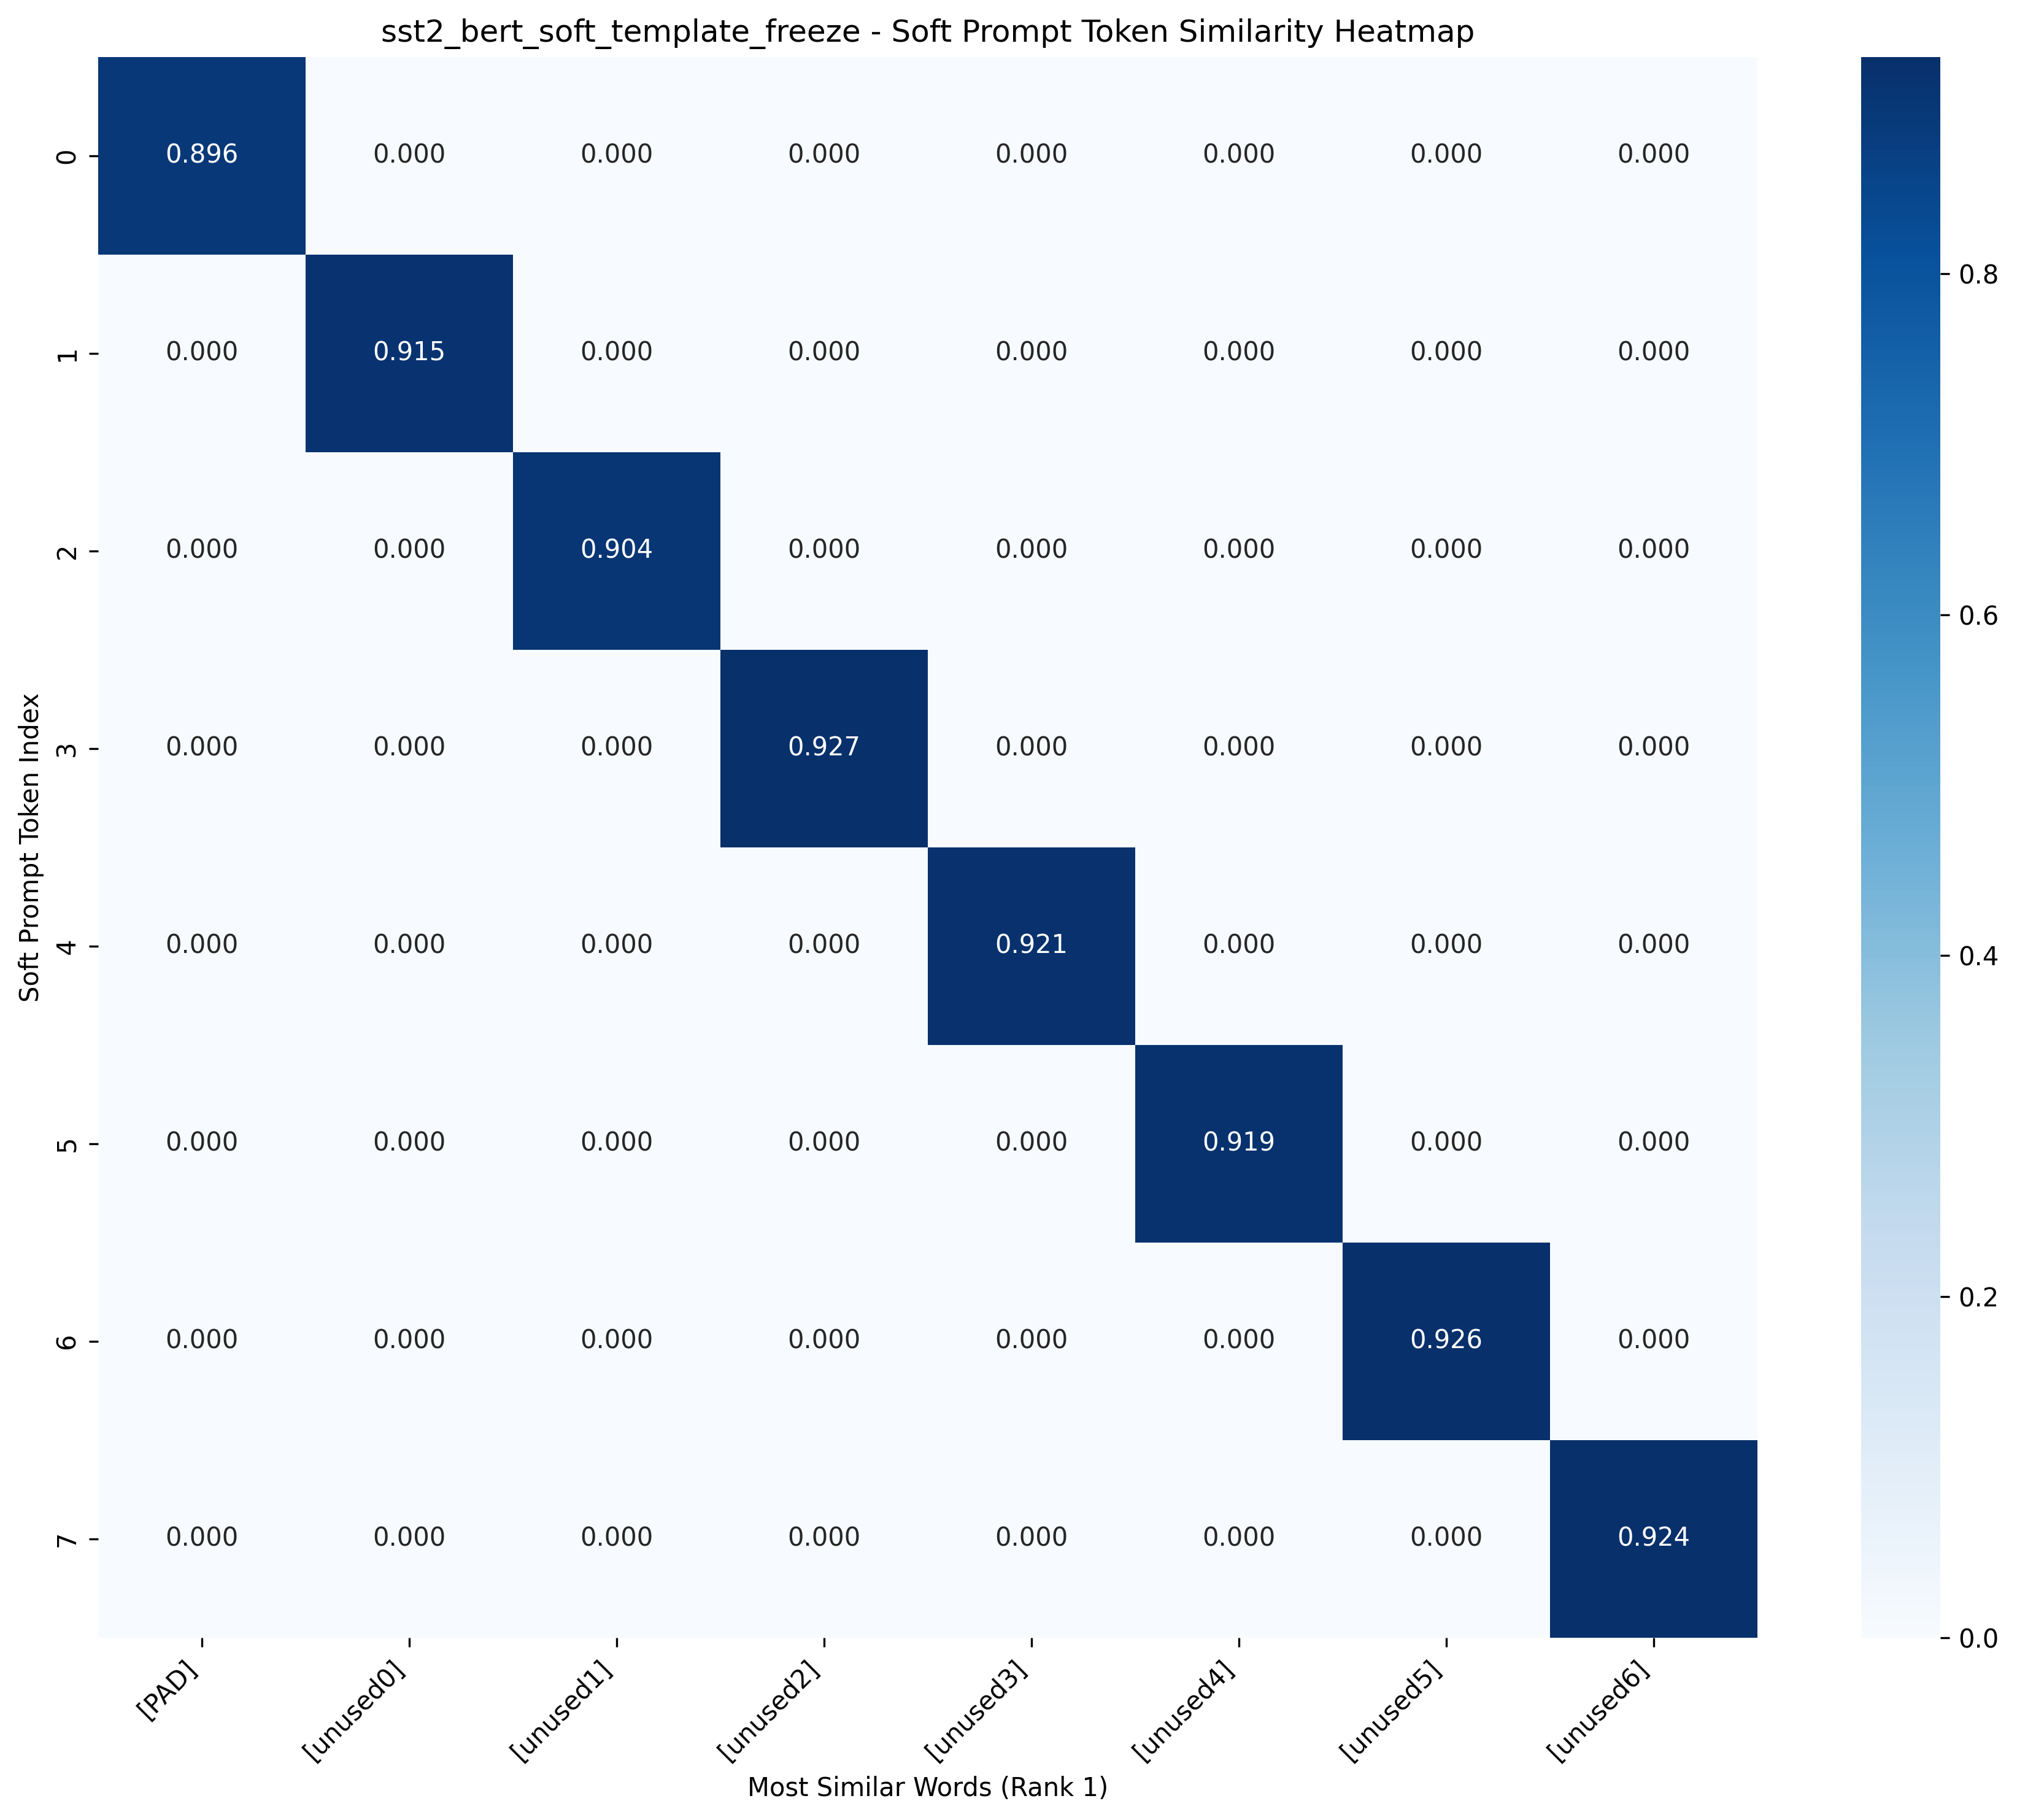 sst2_bert_soft_template_freeze - Soft Prompt Token Similarity Heatmap
Soft Prompt Token Index
0 0.896 0.000 0.000 0.000 0.000 0.000 0.000 0.000
1 0.000 0.915 0.000 0.000 0.000 0.000 0.000 0.000
2 0.000 0.000 0.904 0.000 0.000 0.000 0.000 0.000
3 0.000 0.000 0.000 0.927 0.000 0.000 0.000 0.000
4 0.000 0.000 0.000 0.000 0.921 0.000 0.000 0.000
5 0.000 0.000 0.000 0.000 0.000 0.919 0.000 0.000
6 0.000 0.000 0.000 0.000 0.000 0.000 0.926 0.000
7 0.000 0.000 0.000 0.000 0.000 0.000 0.000 0.924
[PAD] [unused0] [unused1] [unused2] [unused3] [unused4] [unused5] [unused6]
Most Similar Words (Rank 1)
0.8
0.6
0.4
0.2
0.0